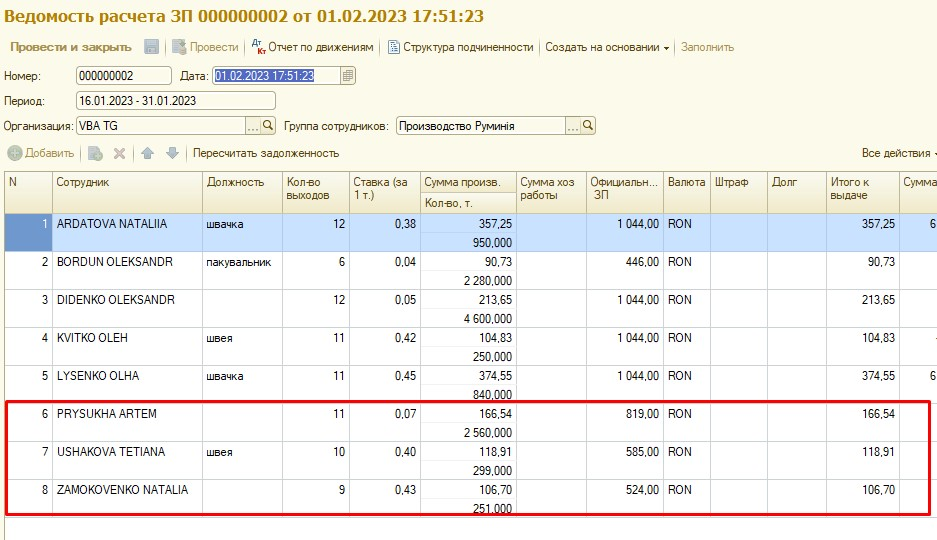 Ведомость расчета ЗП 000000002 от 01.02.2023 17:51:23
Провести и закрыть Провести Дт Кт Отчет по движениям Структура подчиненности Создать на основании Заполнить
Номер: 000000002 Дата: 01.02.2023 17:51:23
Период: 16.01.2023 - 31.01.2023
Организация: VBA TG ... Группа сотрудников: Производство Руминія ...
Добавить Пересчитать задолженность Все действия
N Сотрудник Должность Кол-во выходов Ставка (за 1 т.) Сумма произв. Сумма хоз работы Официальн... ЗП Валюта Штраф Долг Итого к выдаче Сумма
Кол-во, т.
1 ARDATOVA NATALIIA швачка 12 0,38 357,25 1 044,00 RON 357,25 6
950,000
2 BORDUN OLEKSANDR пакувальник 6 0,04 90,73 446,00 RON 90,73
2 280,000
3 DIDENKO OLEKSANDR 12 0,05 213,65 1 044,00 RON 213,65
4 600,000
4 KVITKO OLEH швея 11 0,42 104,83 1 044,00 RON 104,83
250,000
5 LYSENKO OLHA швачка 11 0,45 374,55 1 044,00 RON 374,55 6
840,000
6 PRYSUKHA ARTEM 11 0,07 166,54 819,00 RON 166,54
2 560,000
7 USHAKOVA TETIANA швея 10 0,40 118,91 585,00 RON 118,91
299,000
8 ZAMOKOVENKO NATALIA 9 0,43 106,70 524,00 RON 106,70
251,000